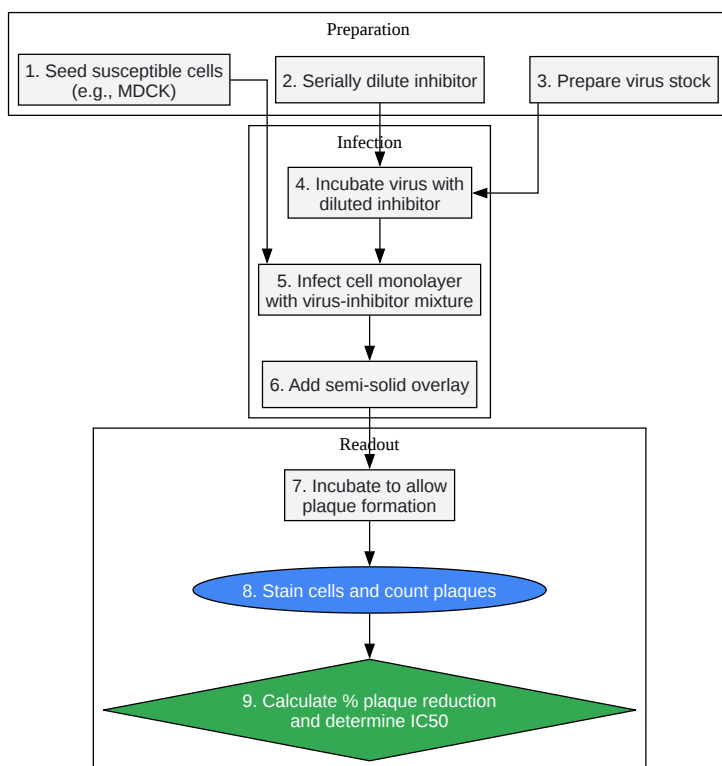 Preparation
1. Seed susceptible cells
(e.g., MDCK)
2. Serially dilute inhibitor
3. Prepare virus stock
Infection
4. Incubate virus with
diluted inhibitor
5. Infect cell monolayer
with virus-inhibitor mixture
6. Add semi-solid overlay
Readout
7. Incubate to allow
plaque formation
8. Stain cells and count plaques
9. Calculate % plaque reduction
and determine IC50